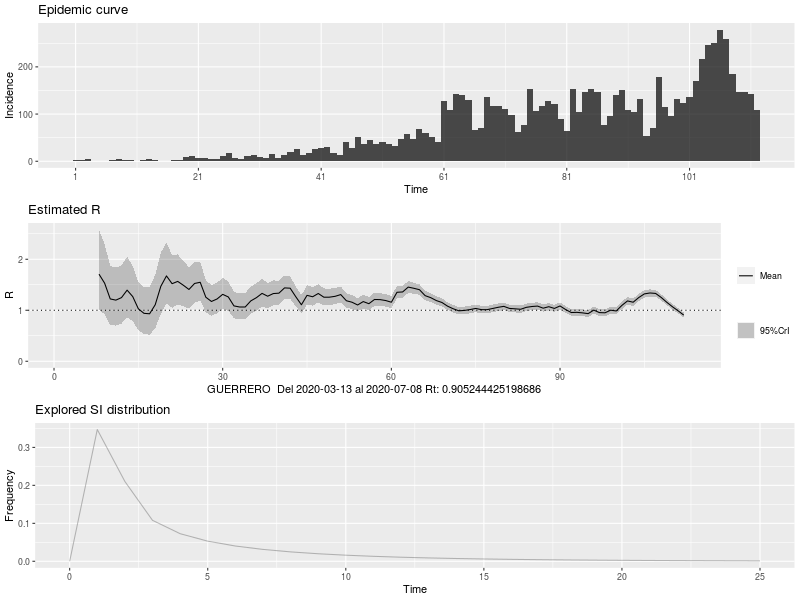 Epidemic curve
Incidence
200
100
0
1
21
41
61
81
101
Time
Estimated R
R
2
1
0
0
30
60
90
Mean
95%CrI
GUERRERO Del 2020-03-13 al 2020-07-08 Rt: 0.905244425198686
Explored SI distribution
Frequency
0.3
0.2
0.1
0.0
0
5
10
15
20
25
Time